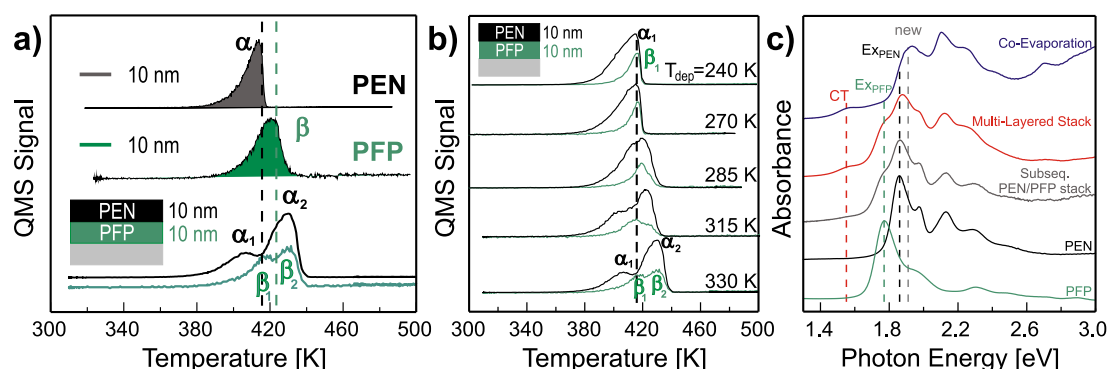 a)
α
10 nm
PEN
β
10 nm
PFP
PEN 10 nm
PFP 10 nm
α2
α1
β1
β2
QMS Signal
300 340 380 420 460 500
Temperature [K]
b)
PEN 10 nm
PFP 10 nm
α1
β1
Tdep=240 K
270 K
285 K
315 K
α1
α2
β1
β2
330 K
QMS Signal
300 340 380 420 460 500
Temperature [K]
c)
new
ExPEN
Co-Evaporation
ExPFP
CT
Multi-Layered Stack
Subseq.
PEN/PFP stack
PEN
PFP
Absorbance
1.4 1.8 2.2 2.6 3.0
Photon Energy [eV]